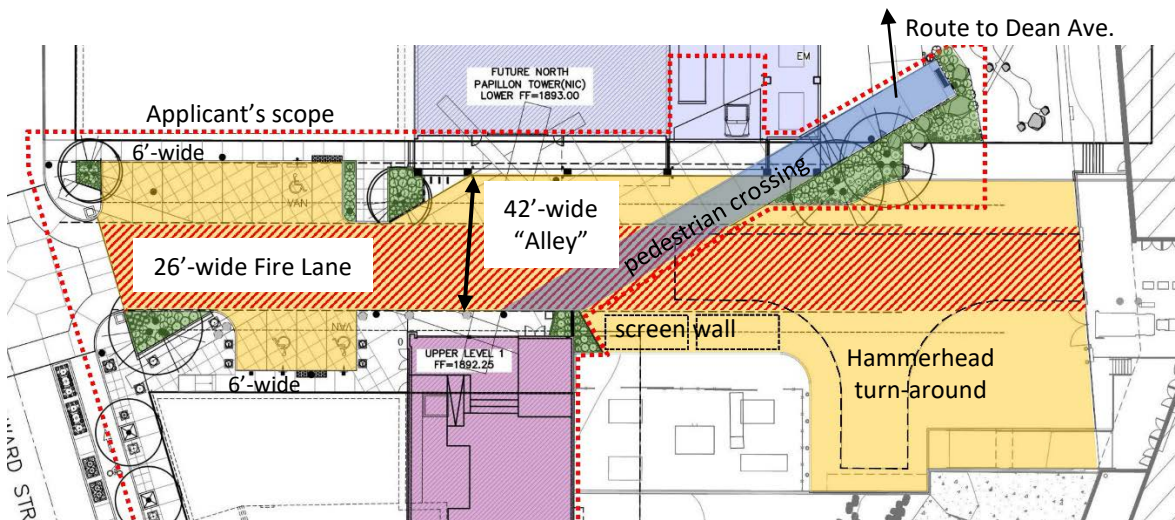 Route to Dean Ave.
EM
FUTURE NORTH
PAPILLON TOWER(NIC)
LOWER FF=1893.00
Applicant’s scope
6’-wide
VAN
42’-wide
“Alley”
pedestrian crossing
26’-wide Fire Lane
VAN
screen wall
UPPER LEVEL 1
FF=1892.25
6’-wide
Hammerhead
turn-around
WARD STR